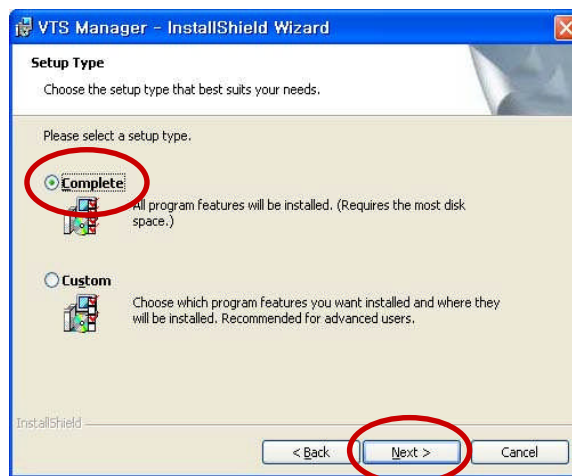 VTS Manager - InstallShield Wizard
Setup Type
Choose the setup type that best suits your needs.
Please select a setup type.
Complete
All program features will be installed. (Requires the most disk
space.)
Custom
Choose which program features you want installed and where they
will be installed. Recommended for advanced users.
InstallShield
< Back
Next >
Cancel